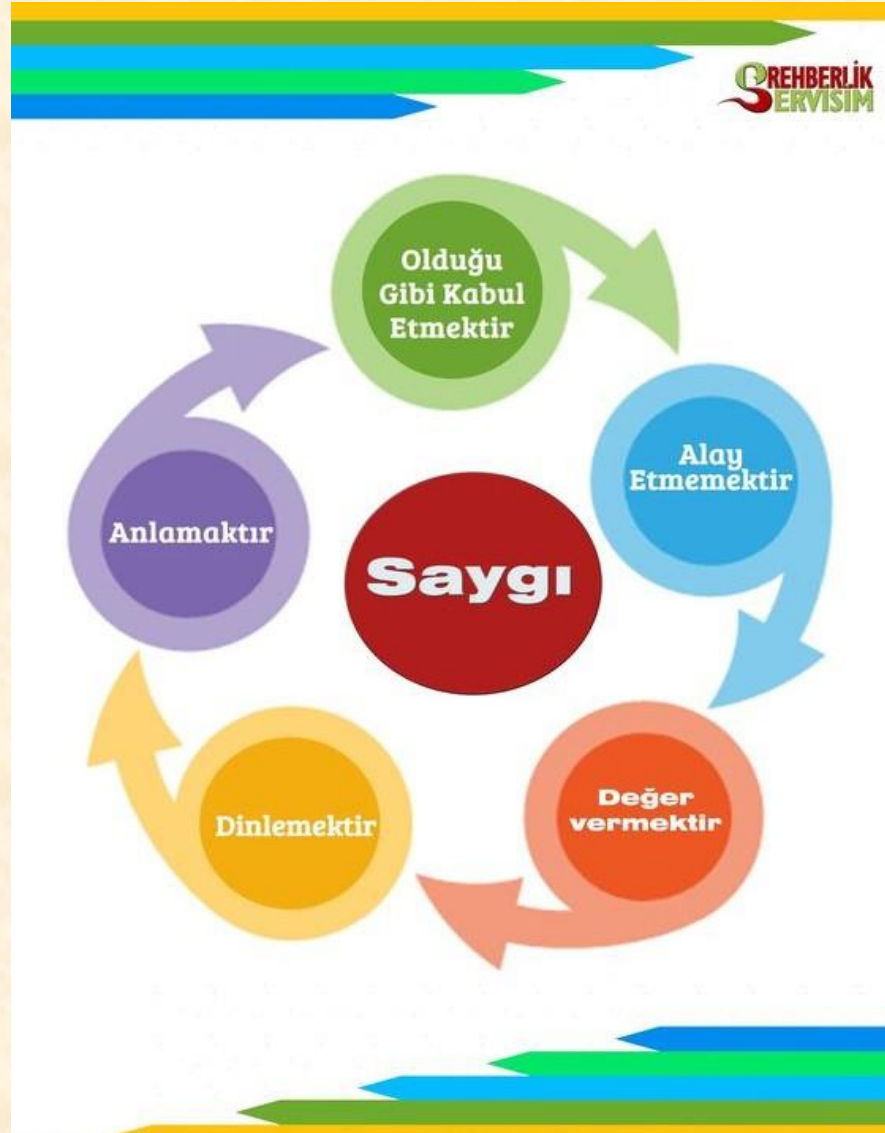 REHBERLİK
SERVİSİM
Olduğu
Gibi Kabul
Etmektir
Alay
Etmemektir
Değer
vermektir
Dinlemektir
Anlamaktır
Saygı